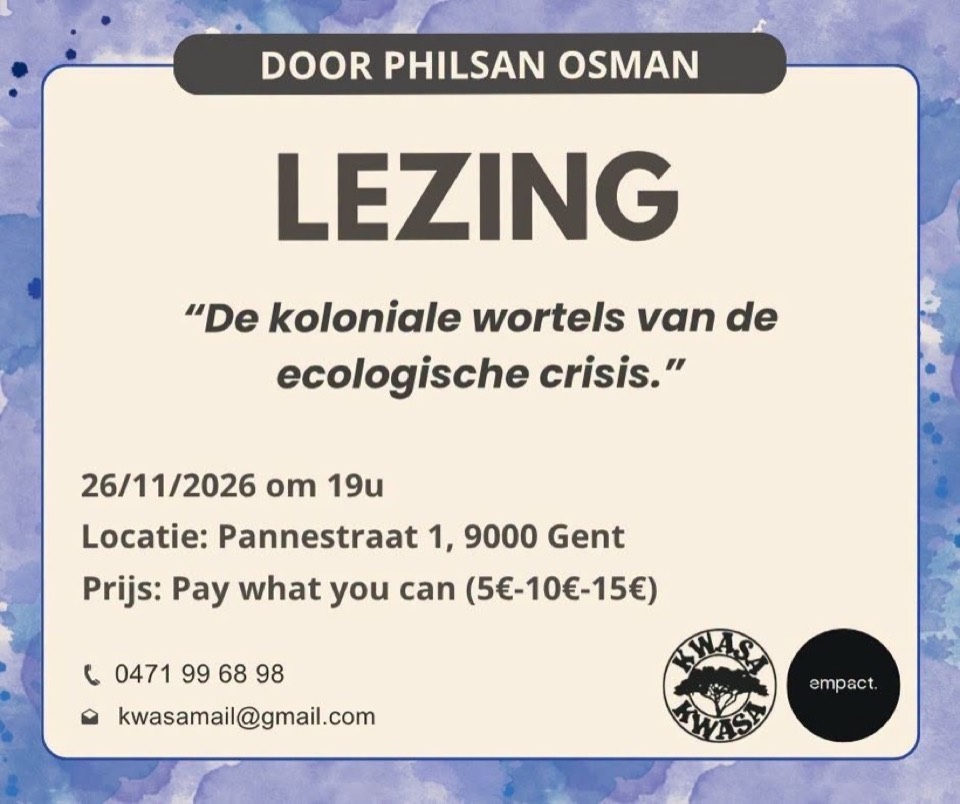 DOOR PHILSAN OSMAN
LEZING
“De koloniale wortels van de
ecologische crisis.”
26/11/2026 om 19u
Locatie: Pannestraat 1, 9000 Gent
Prijs: Pay what you can (5€-10€-15€)
0471 99 68 98
kwasamail@gmail.com
KWASA
KWASA
empact.